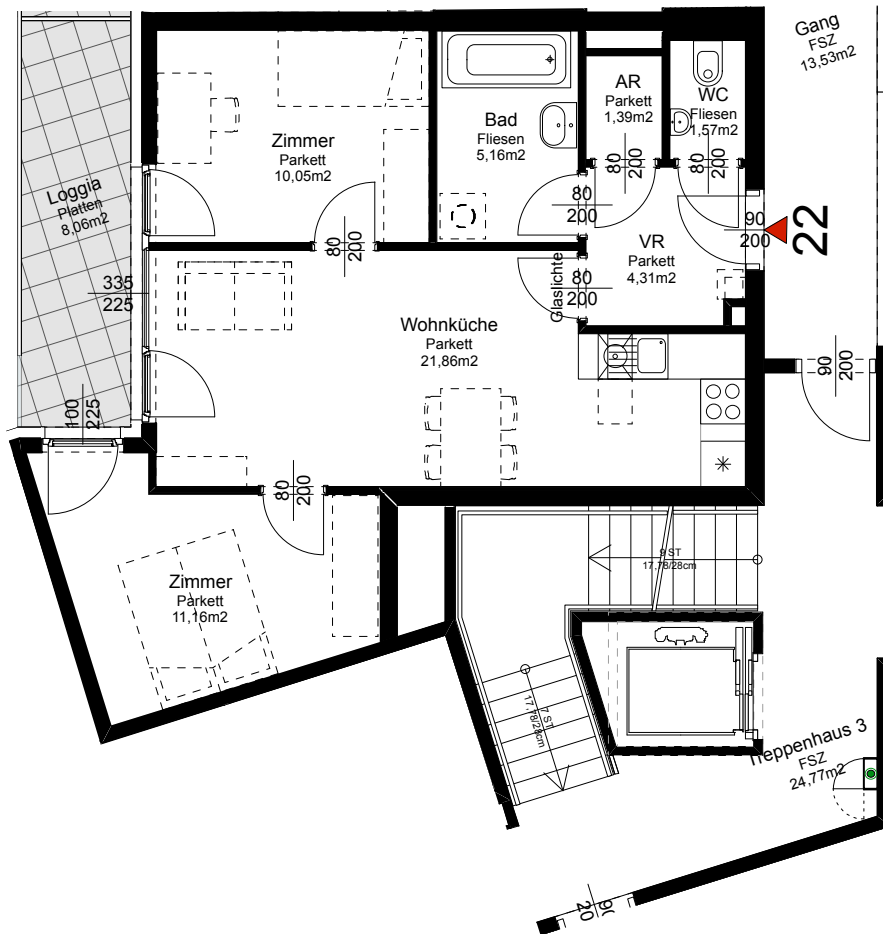 Gang
FSZ
13,53m2
AR
Parkett
1,39m2
WC
Fliesen
1,57m2
Bad
Fliesen
5,16m2
Zimmer
Parkett
10,05m2
80
200
80
200
Loggia
Platten
8,06m2
80
200
90
200
22
VR
Parkett
4,31m2
80
200
80
200
Glaslichte
335
225
Wohnküche
Parkett
21,86m2
90
200
100
225
80
200
9 ST
17,78/28cm
Zimmer
Parkett
11,16m2
7 ST
17,78/28cm
Treppenhaus 3
FSZ
24,77m2
90
20